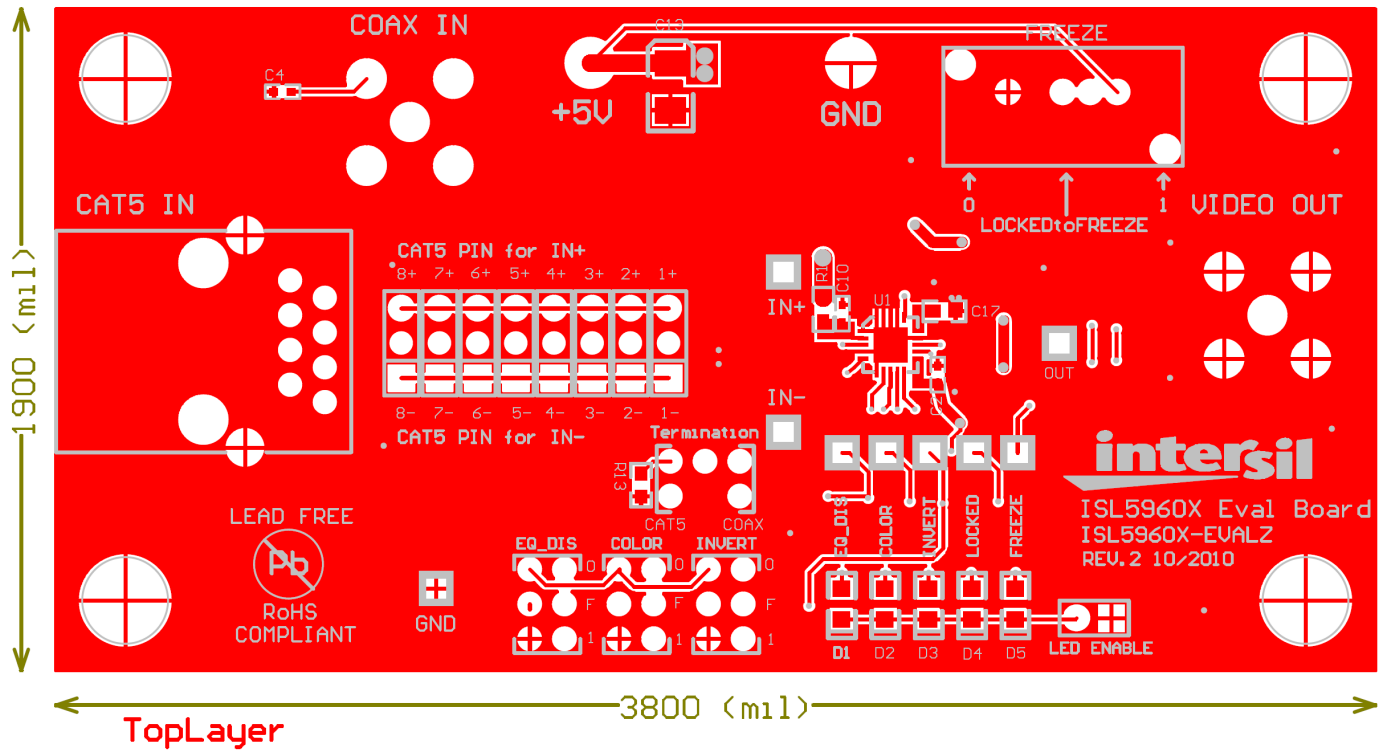 COAX IN
C13
FREEZE
C4
+5V
GND
0
1
LOCKEDtoFREEZE
VIDEO OUT
CAT5 IN
CAT5 PIN for IN+
8+ 7+ 6+ 5+ 4+ 3+ 2+ 1+
8- 7- 6- 5- 4- 3- 2- 1-
CAT5 PIN for IN-
IN+
IN-
C10
U1
C17
OUT
Termination
R13
CAT5
COAX
EQ_DIS
COLOR
INVERT
LOCKED
FREEZE
intersil
ISL5960X Eval Board
ISL5960X-EVALZ
REV.2 10/2010
LEAD FREE
Pb
RoHS
COMPLIANT
GND
EQ_DIS COLOR INVERT
0 0 0
F F F
1 1 1
D1 D2 D3 D4 D5
LED ENABLE
1900 (mil)
3800 (mil)
TopLayer